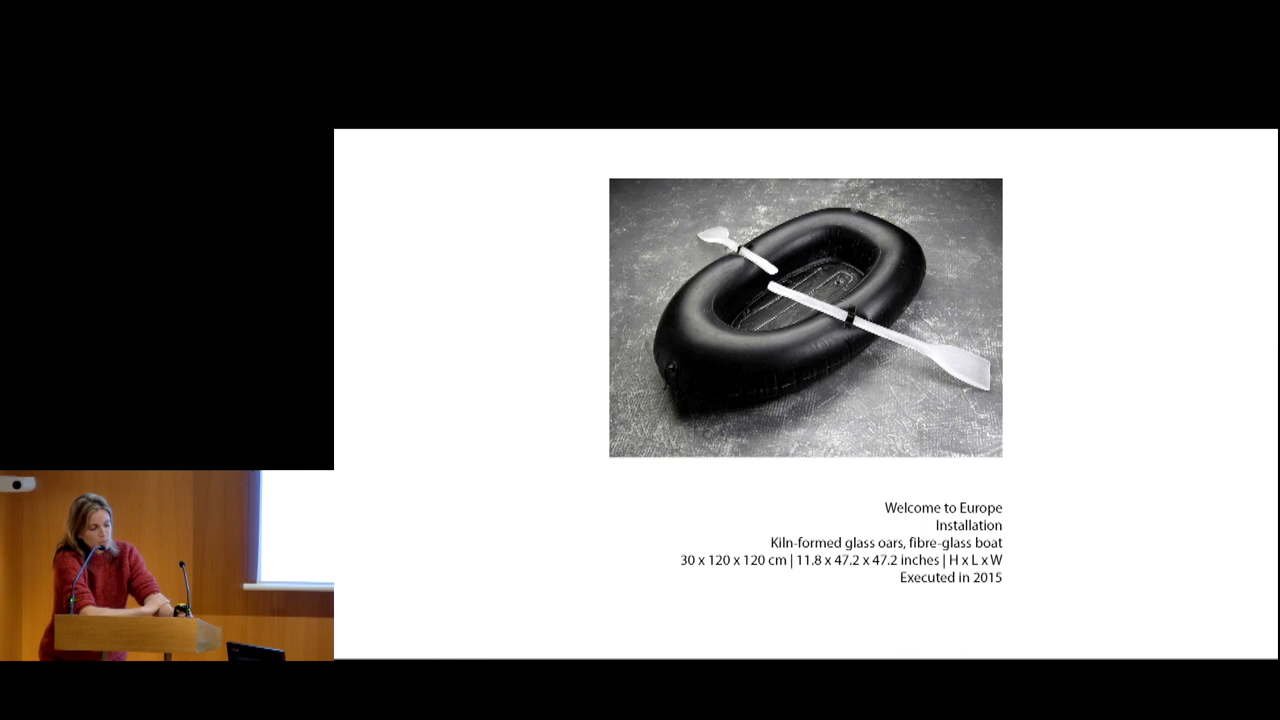 Welcome to Europe
Installation
Kiln-formed glass oars, fibre-glass boat
30 x 120 x 120 cm | 11.8 x 47.2 x 47.2 inches | H x L x W
Executed in 2015